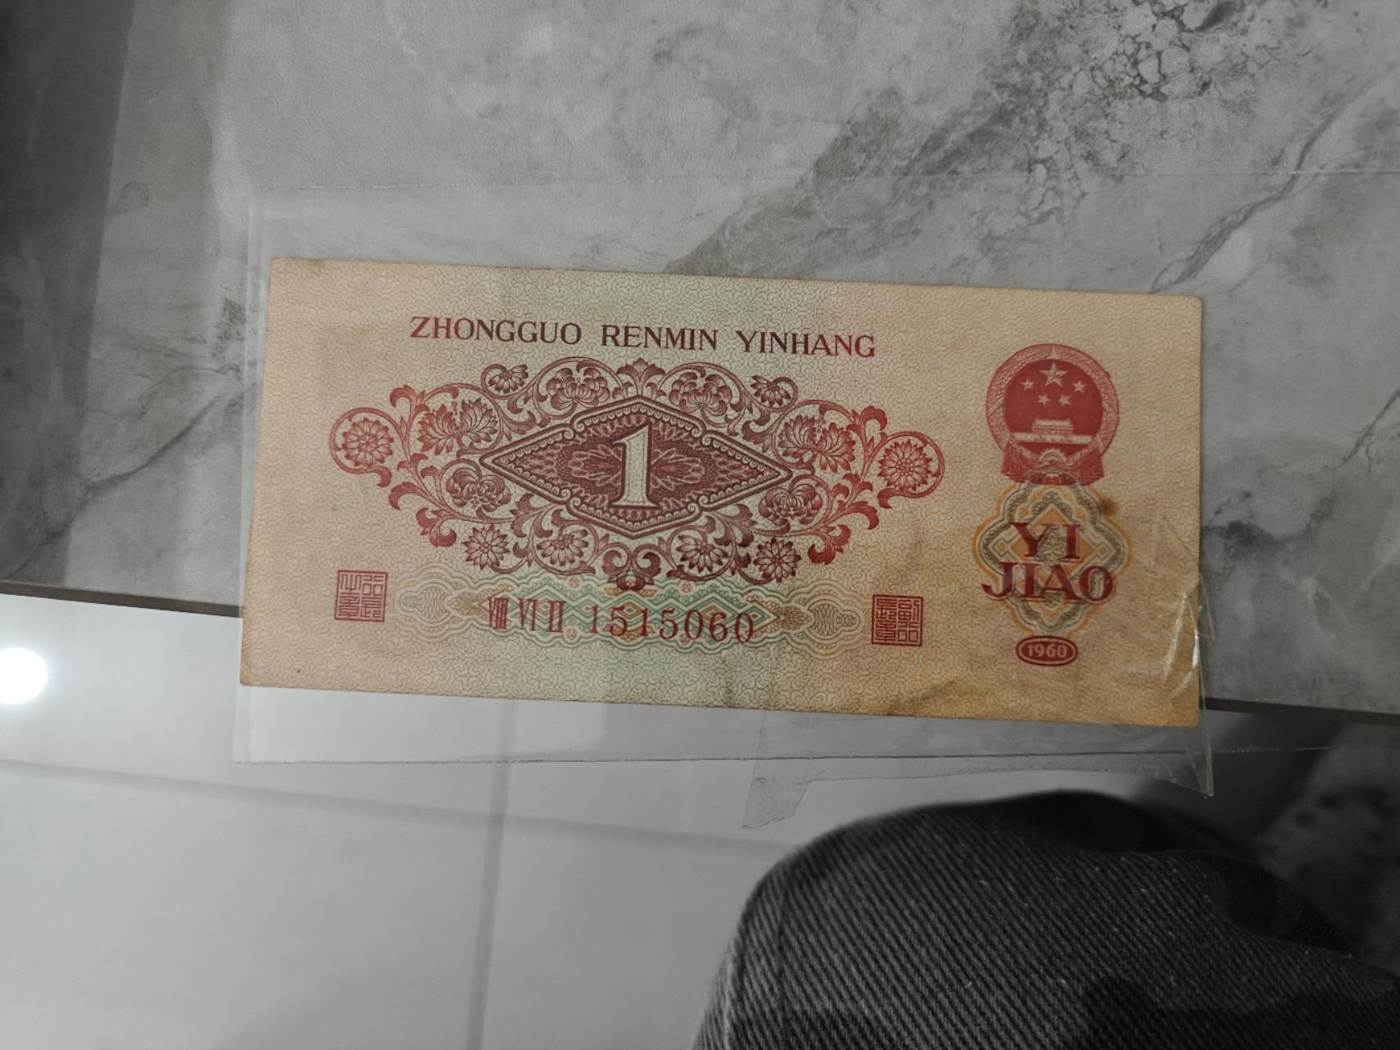 ZHONGGUO RENMIN YINHANG
1
YI
JIAO
VIII VI II 1515060
1960